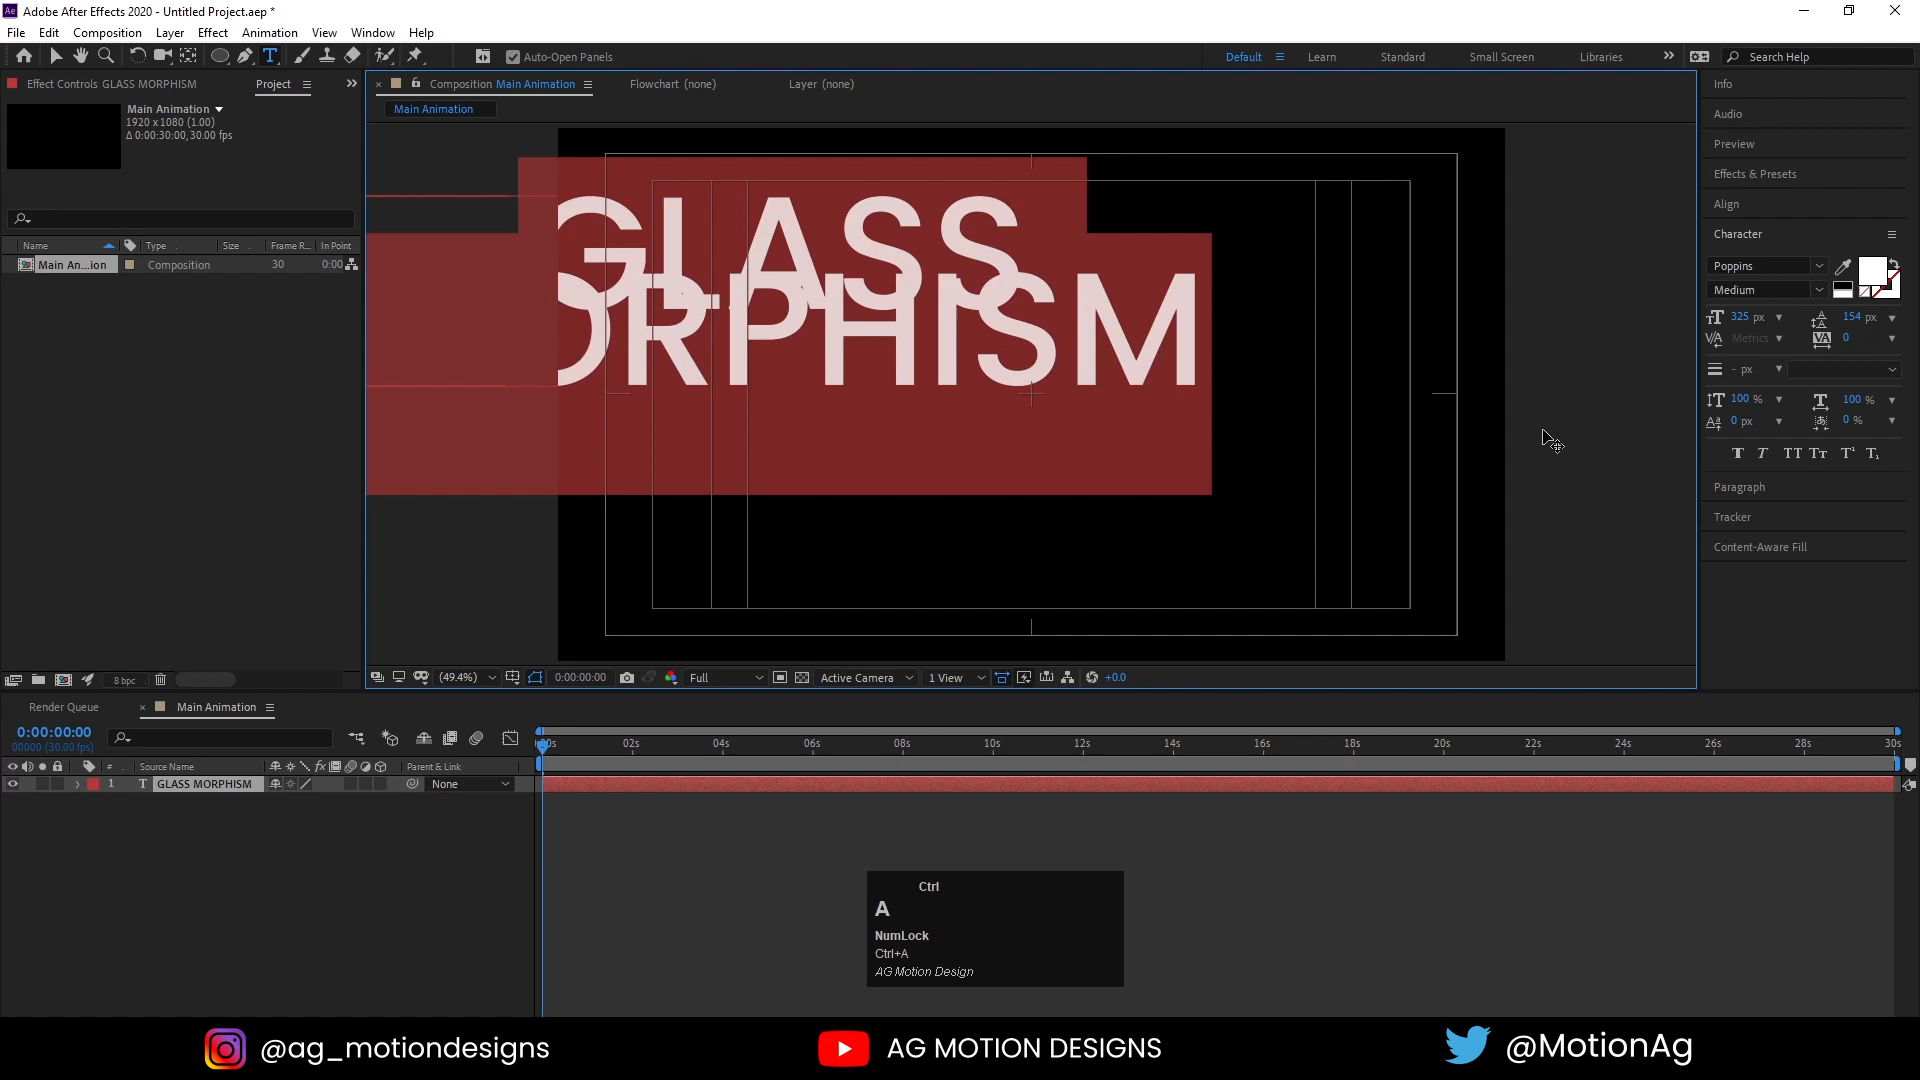 Ae Adobe After Effects 2020 - Untitled Project.aep *
File Edit Composition Layer Effect Animation View Window Help
Auto-Open Panels
Default Learn Standard Small Screen Libraries Search Help
Effect Controls GLASS MORPHISM Project
Composition Main Animation Flowchart (none) Layer (none)
Main Animation
Main Animation
1920 x 1080 (1.00)
Δ 0:00:30:00, 30.00 fps
Name Type Size Frame R... In Point
Main An...ion Composition 30 0:00
8 bpc
GLASS
ORPHISM
(49.4%) 0:00:00:00 Full Active Camera 1 View +0.0
Info
Audio
Preview
Effects & Presets
Align
Character
Poppins
Medium
325 px 154 px
Metrics 0
- px
100 % 100 %
0 px 0 %
T T TT Tt T¹ T₁
Paragraph
Tracker
Content-Aware Fill
Render Queue Main Animation
0:00:00:00
00000 (30.00 fps)
:00s 02s 04s 06s 08s 10s 12s 14s 16s 18s 20s 22s 24s 26s 28s 30s
# Source Name Parent & Link
1 T GLASS MORPHISM None
Ctrl
A
NumLock
Ctrl+A
AG Motion Design
@ag_motiondesigns AG MOTION DESIGNS @MotionAg